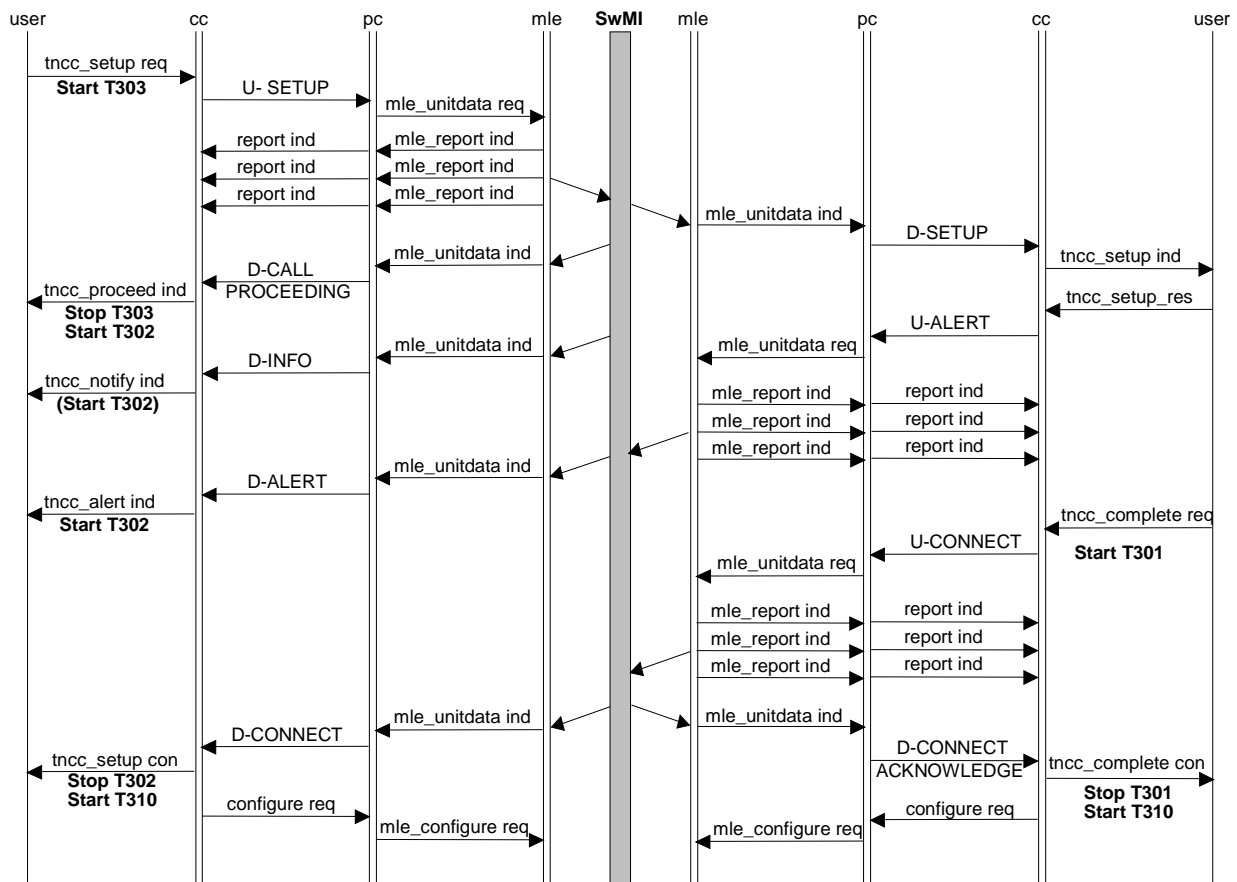 user cc pc mle SwMI mle pc cc user
tncc_setup req
Start T303
U- SETUP
mle_unitdata req
report ind mle_report ind
report ind mle_report ind
report ind mle_report ind
mle_unitdata ind
D-SETUP
mle_unitdata ind
tncc_setup ind
D-CALL
PROCEEDING
tncc_proceed ind
Stop T303
Start T302
tncc_setup_res
U-ALERT
mle_unitdata ind
mle_unitdata req
D-INFO
tncc_notify ind
(Start T302)
mle_report ind report ind
mle_report ind report ind
mle_report ind report ind
mle_unitdata ind
D-ALERT
tncc_alert ind
Start T302
tncc_complete req
U-CONNECT
Start T301
mle_unitdata req
mle_report ind report ind
mle_report ind report ind
mle_report ind report ind
mle_unitdata ind
mle_unitdata ind
D-CONNECT
D-CONNECT
ACKNOWLEDGE
tncc_setup con
Stop T302
Start T310
tncc_complete con
Stop T301
Start T310
configure req
configure req
mle_configure req
mle_configure req